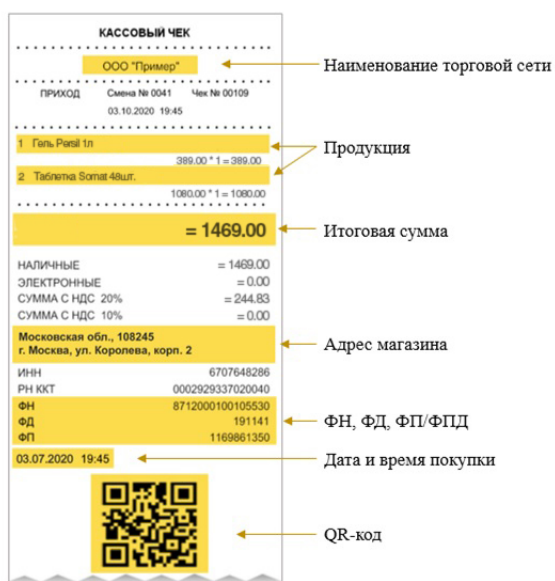 КАССОВЫЙ ЧЕК
ООО "Пример"
Наименование торговой сети
ПРИХОД Смена № 0041 Чек № 00109
03.10.2020 19:45
1 Гель Persil 1л
Продукция
389.00 * 1 = 389.00
2 Таблетка Somat 48шт.
1080.00 * 1 = 1080.00
= 1469.00
Итоговая сумма
НАЛИЧНЫЕ = 1469.00
ЭЛЕКТРОННЫЕ = 0.00
СУММА С НДС 20% = 244.83
СУММА С НДС 10% = 0.00
Московская обл., 108245
г. Москва, ул. Королева, корп. 2
Адрес магазина
ИНН 6707648286
РН ККТ 0002929337020040
ФН 8712000100105530
ФД 191141
ФП 1169861350
ФН, ФД, ФП/ФПД
03.07.2020 19:45
Дата и время покупки
QR-код